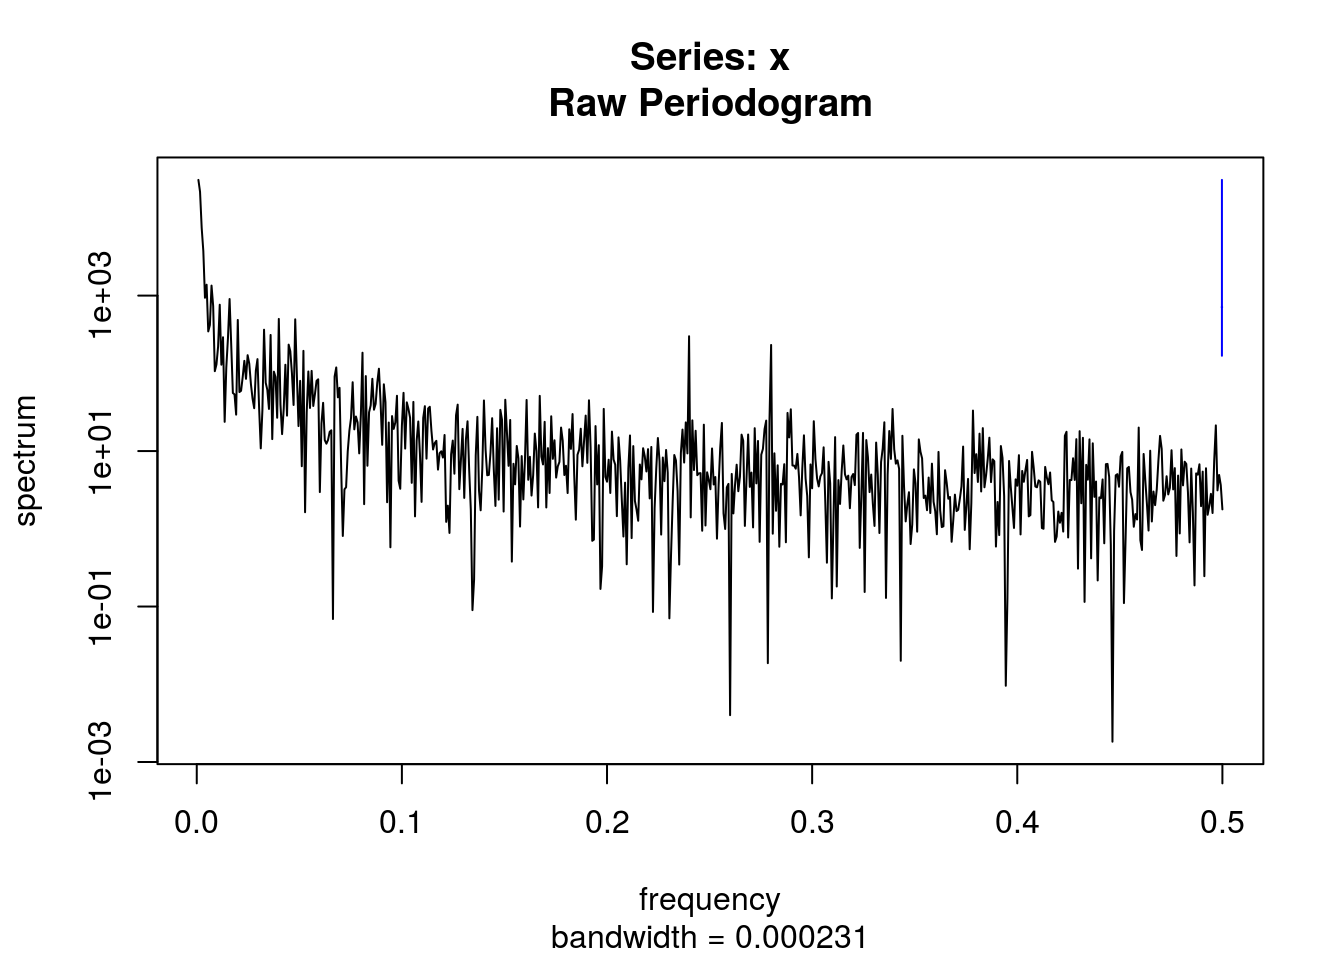 Series: x
Raw Periodogram
spectrum
1e+03
1e+01
1e-01
1e-03
0.0 0.1 0.2 0.3 0.4 0.5
frequency
bandwidth = 0.000231